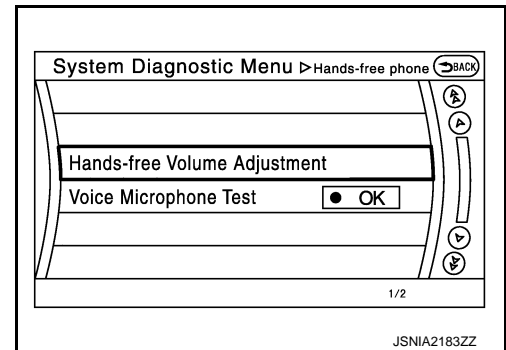 System Diagnostic Menu ▷Hands-free phone BACK
Hands-free Volume Adjustment
Voice Microphone Test ● OK
1/2
JSNIA2183ZZ